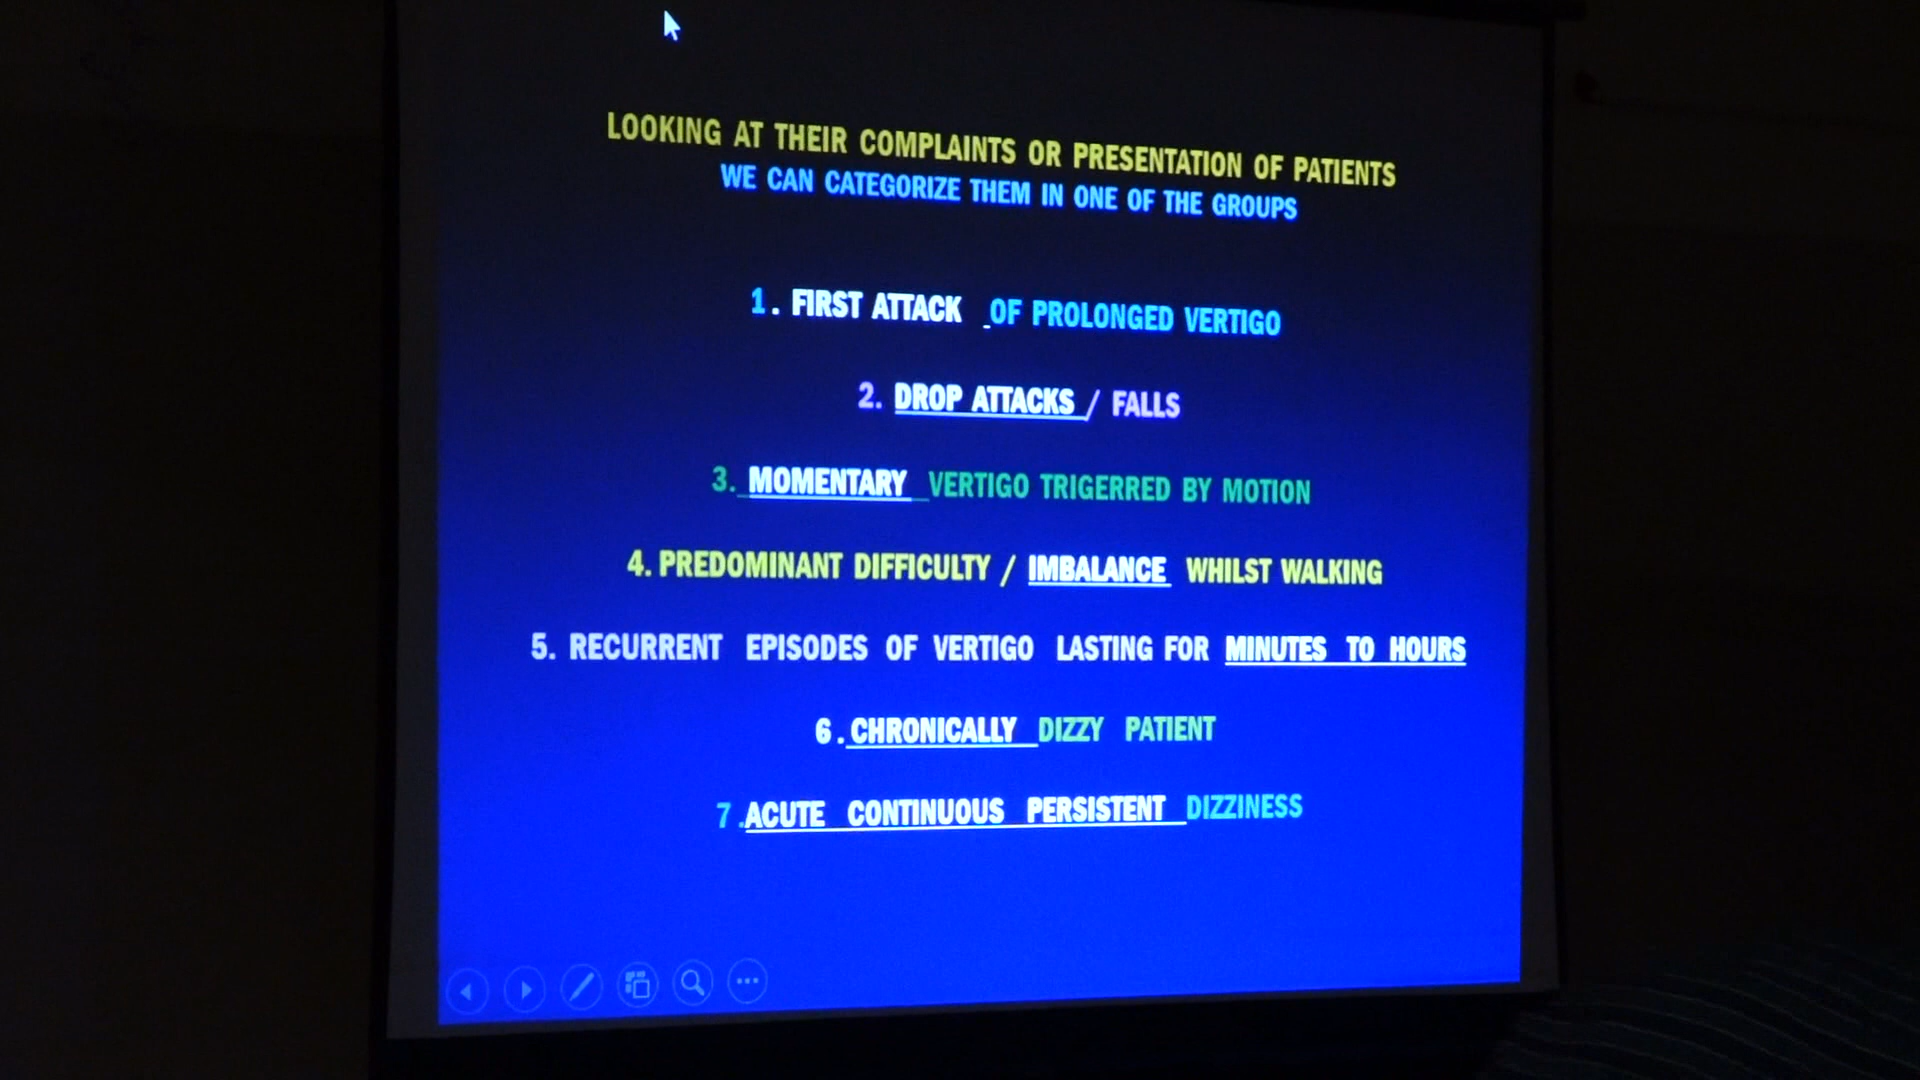 LOOKING AT THEIR COMPLAINTS OR PRESENTATION OF PATIENTS
WE CAN CATEGORIZE THEM IN ONE OF THE GROUPS
1. FIRST ATTACK OF PROLONGED VERTIGO
2. DROP ATTACKS / FALLS
3. MOMENTARY VERTIGO TRIGERRED BY MOTION
4. PREDOMINANT DIFFICULTY / IMBALANCE WHILST WALKING
5. RECURRENT EPISODES OF VERTIGO LASTING FOR MINUTES TO HOURS
6. CHRONICALLY DIZZY PATIENT
7. ACUTE CONTINUOUS PERSISTENT DIZZINESS